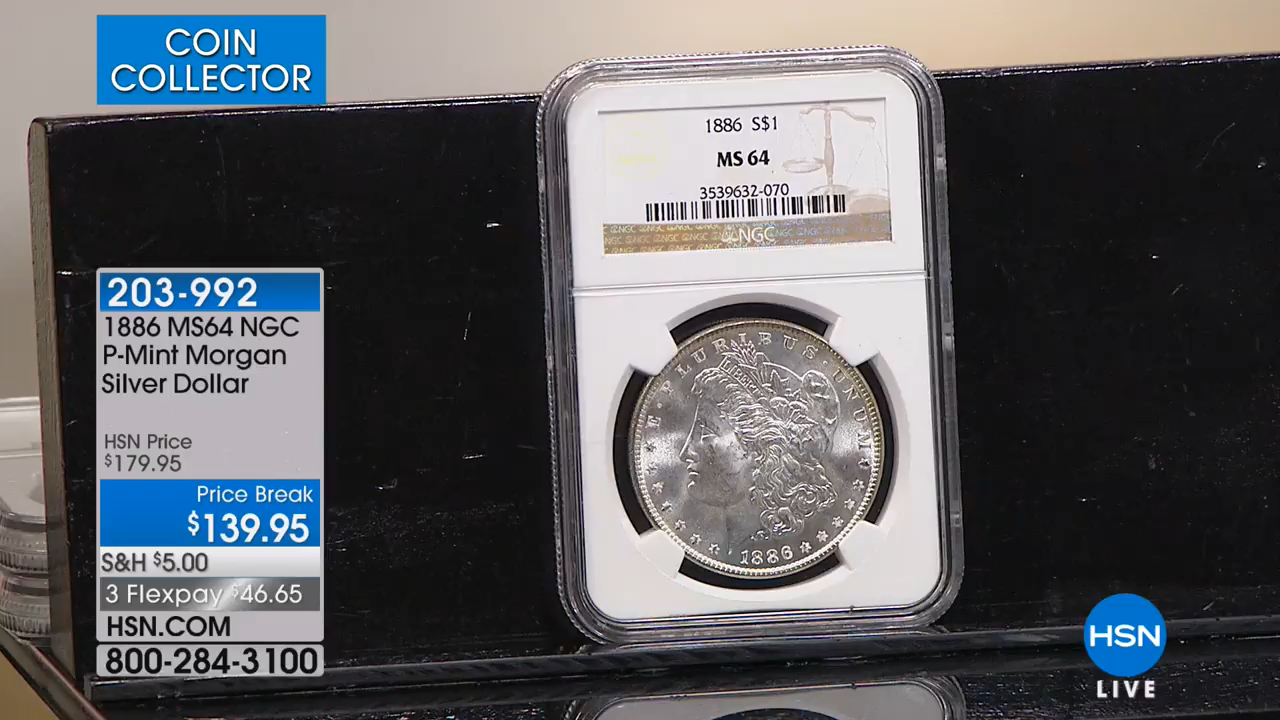 COIN
COLLECTOR
1886 S$1
MS 64
3539632-070
NGC
E · PLURIBUS · UNUM
LIBERTY
1886
203-992
1886 MS64 NGC
P-Mint Morgan
Silver Dollar
HSN Price
$179.95
Price Break
$139.95
S&H $5.00
3 Flexpay $46.65
HSN.COM
800-284-3100
HSN
LIVE